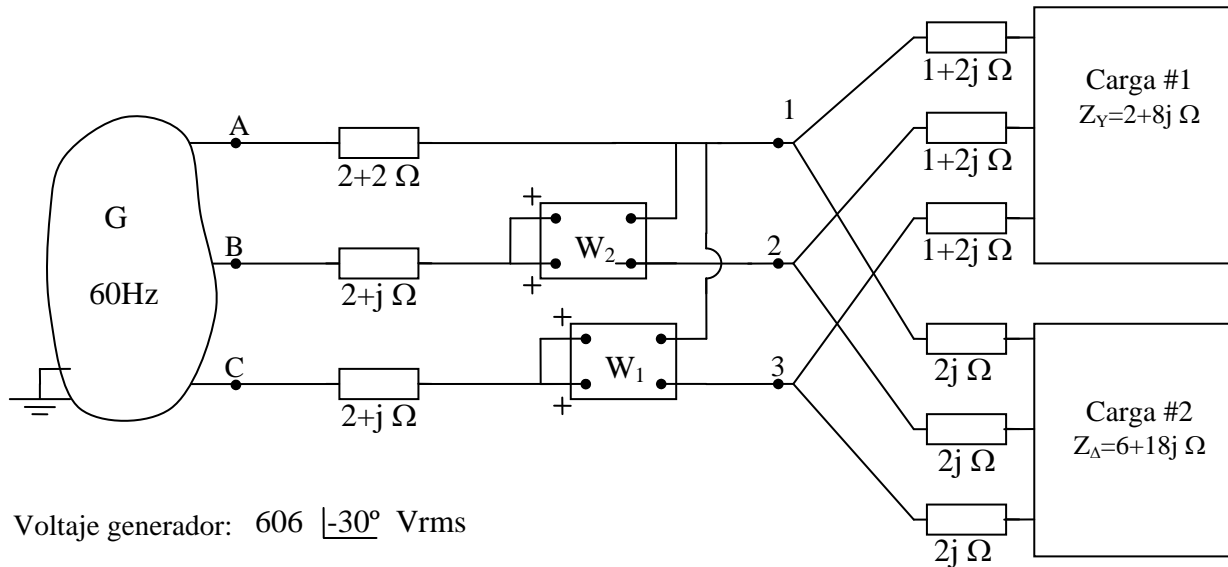 1+2j Ω
Carga #1
Z_Y=2+8j Ω
A
1
1+2j Ω
2+2 Ω
+
G
W₂
B
2
1+2j Ω
60Hz
+
2+j Ω
+
W₁
C
3
2j Ω
+
2+j Ω
Carga #2
Z_Δ=6+18j Ω
2j Ω
Voltaje generador: 606 |-30º Vrms
2j Ω